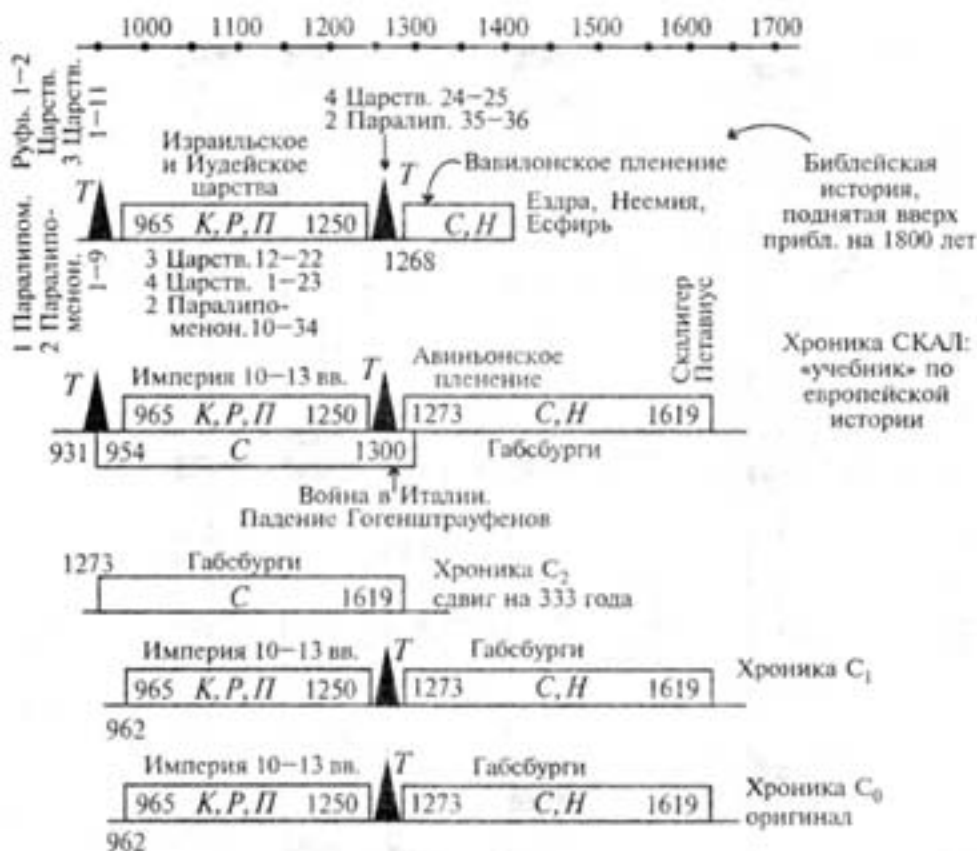 1000 1100 1200 1300 1400 1500 1600 1700
Руфь. 1–2
Царств.
3 Царств.
1–11
1 Паралипом.
2 Паралипо-
менон.
1–9
4 Царств. 24–25
2 Паралип. 35–36
Израильское
и Иудейское
царства
T
T
Вавилонское пленение
965 К, Р, П 1250
С, Н
Ездра, Неемия,
Есфирь
Библейская
история,
поднятая вверх
прибл. на 1800 лет
1268
3 Царств. 12–22
4 Царств. 1–23
2 Паралипо-
менон. 10–34
Скалигер
Петавиус
Хроника СКАЛ:
«учебник» по
европейской
истории
T
Империя 10–13 вв.
T
Авиньонское
пленение
965 К, Р, П 1250
1273 С, Н 1619
931 954 С 1300
Габсбурги
Война в Италии.
Падение Гогенштрауфенов
1273
Габсбурги
С 1619
Хроника С2
сдвиг на 333 года
Империя 10–13 вв.
T
Габсбурги
965 К, Р, П 1250
1273 С, Н 1619
Хроника С1
962
Империя 10–13 вв.
T
Габсбурги
965 К, Р, П 1250
1273 С, Н 1619
Хроника С0
оригинал
962